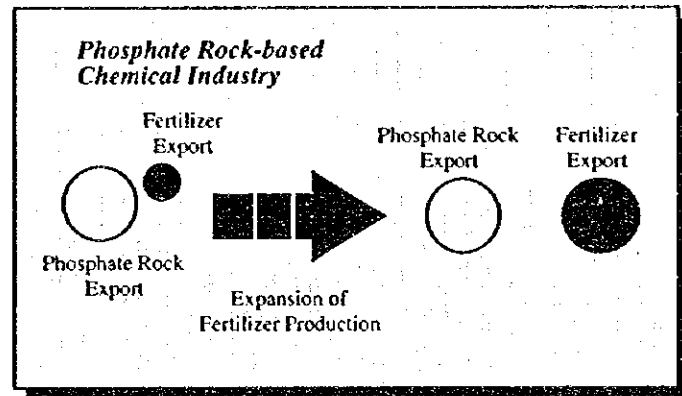 Phosphate Rock-based
Chemical Industry
Fertilizer
Export
Phosphate Rock
Export
Expansion of
Fertilizer Production
Phosphate Rock
Export
Fertilizer
Export